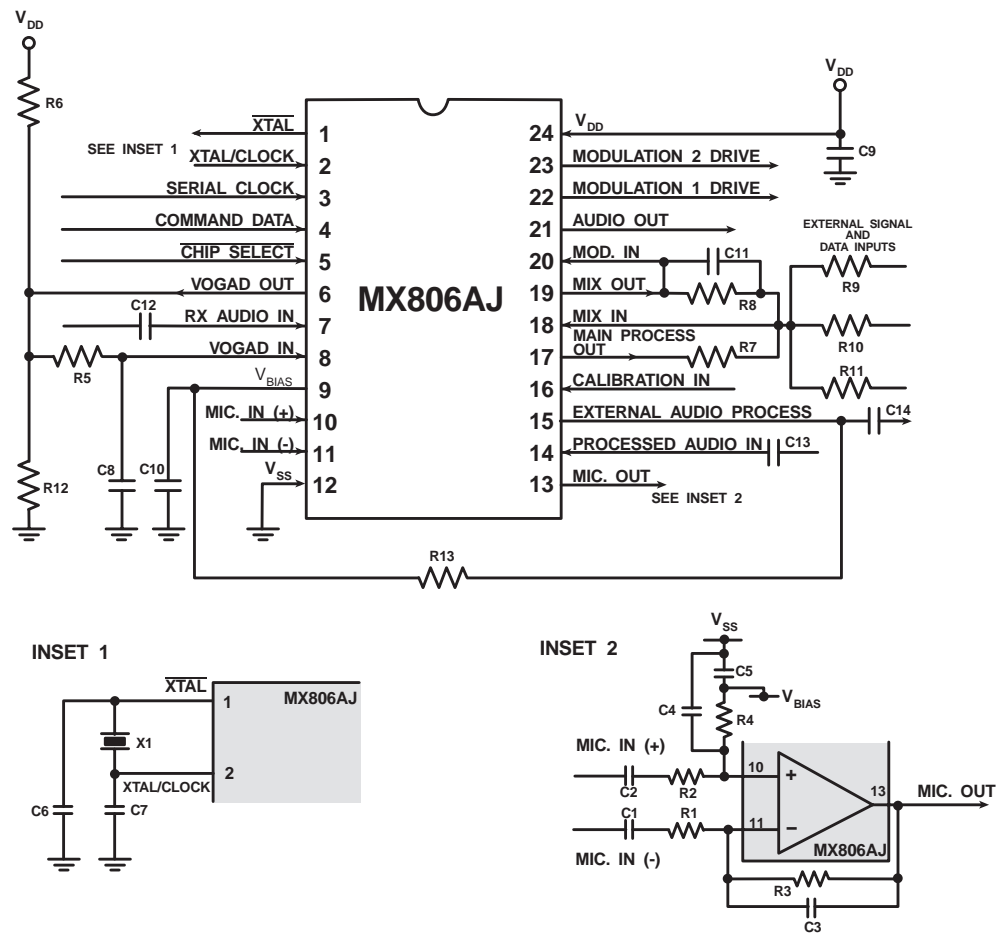 VDD
R6
XTAL
SEE INSET 1
XTAL/CLOCK
SERIAL CLOCK
COMMAND DATA
CHIP SELECT
VOGAD OUT
C12
RX AUDIO IN
VOGAD IN
R5
VBIAS
MIC. IN (+)
MIC. IN (-)
VSS
C8
C10
R12
1
2
3
4
5
6
7
8
9
10
11
12
MX806AJ
24
23
22
21
20
19
18
17
16
15
14
13
VDD
VDD
C9
MODULATION 2 DRIVE
MODULATION 1 DRIVE
AUDIO OUT
MOD. IN
C11
MIX OUT
R8
MIX IN
MAIN PROCESS
OUT
R7
CALIBRATION IN
EXTERNAL AUDIO PROCESS
C14
PROCESSED AUDIO IN
C13
MIC. OUT
SEE INSET 2
EXTERNAL SIGNAL
AND
DATA INPUTS
R9
R10
R11
R13
INSET 1
XTAL
1
MX806AJ
X1
2
XTAL/CLOCK
C6
C7
INSET 2
VSS
C5
C4
VBIAS
R4
MIC. IN (+)
C2
R2
10
+
13
MIC. OUT
C1
R1
11
−
MIC. IN (-)
MX806AJ
R3
C3